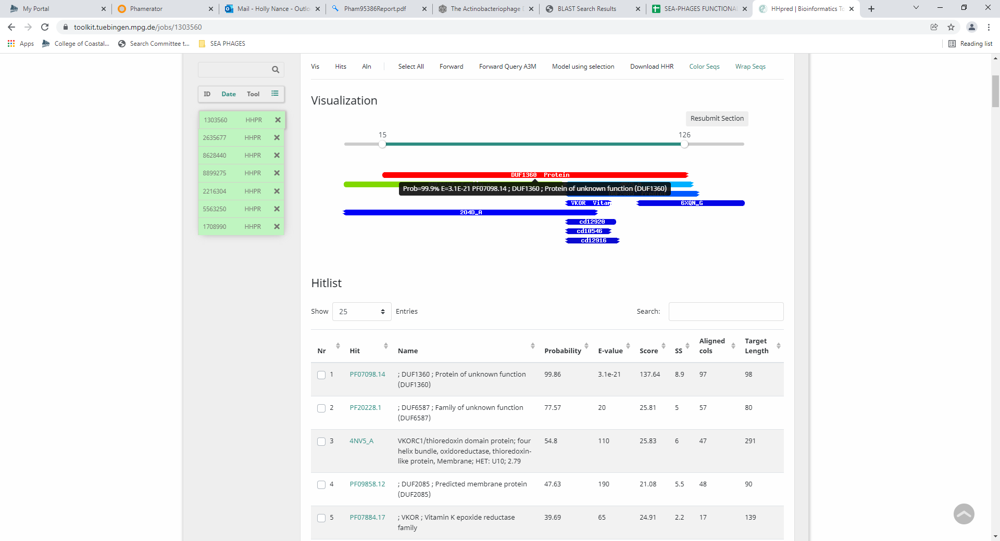 My Portal
Phamerator
Mail - Holly Nance - Outlo
Pham95386Report.pdf
The Actinobacteriophage D
BLAST Search Results
SEA-PHAGES FUNCTIONAL
HHpred | Bioinformatics To
toolkit.tuebingen.mpg.de/jobs/1303560
Apps
College of Coastal...
Search Committee t...
SEA PHAGES
Reading list
Vis Hits Aln Select All Forward Forward Query A3M Model using selection Download HHR Color Seqs Wrap Seqs
ID Date Tool
1303560 HHPR
2635677 HHPR
8628440 HHPR
8899275 HHPR
2216304 HHPR
5563250 HHPR
1708990 HHPR
Visualization
Resubmit Section
15 126
DUF1360 Protein
Prob=99.9% E=3.1E-21 PF07098.14 ; DUF1360 ; Protein of unknown function (DUF1360)
VKOR Vitam
6XQN_G
2O4D_A
cd12920
cd10546
cd12916
Hitlist
Show 25 Entries
Search:
Nr Hit Name Probability E-value Score SS Aligned cols Target Length
1 PF07098.14 ; DUF1360 ; Protein of unknown function (DUF1360) 99.86 3.1e-21 137.64 8.9 97 98
2 PF20228.1 ; DUF6587 ; Family of unknown function (DUF6587) 77.57 20 25.81 5 57 80
3 4NV5_A VKORC1/thioredoxin domain protein; four helix bundle, oxidoreductase, thioredoxin-like protein, Membrane; HET: U10; 2.79 54.8 110 25.83 6 47 291
4 PF09858.12 ; DUF2085 ; Predicted membrane protein (DUF2085) 47.63 190 21.08 5.5 48 90
5 PF07884.17 ; VKOR ; Vitamin K epoxide reductase family 39.69 65 24.91 2.2 17 139